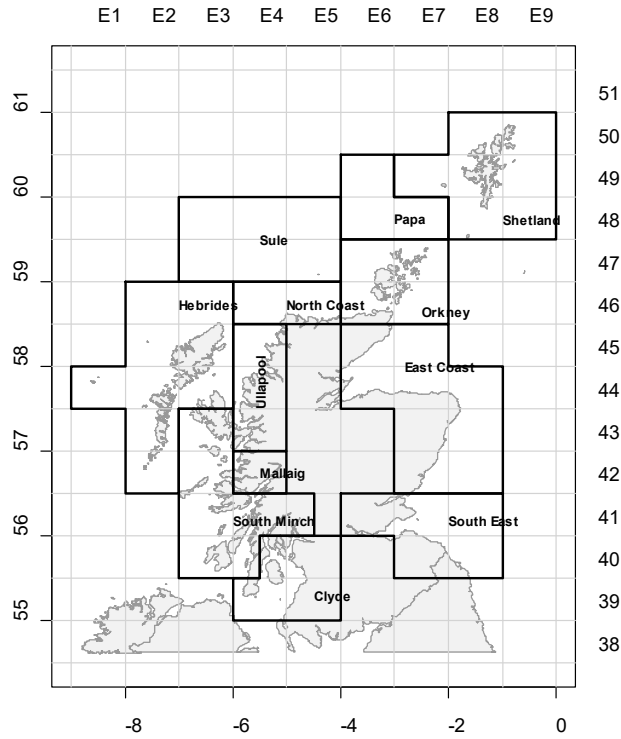 E1 E2 E3 E4 E5 E6 E7 E8 E9
51
61
50
49
60
Papa
Shetland
48
Sule
47
59
Hebrides
North Coast
Orkney
46
45
58
East Coast
Ullapool
44
43
57
Mallaig
42
South Minch
South East
41
56
40
Clyde
39
55
38
-8 -6 -4 -2 0